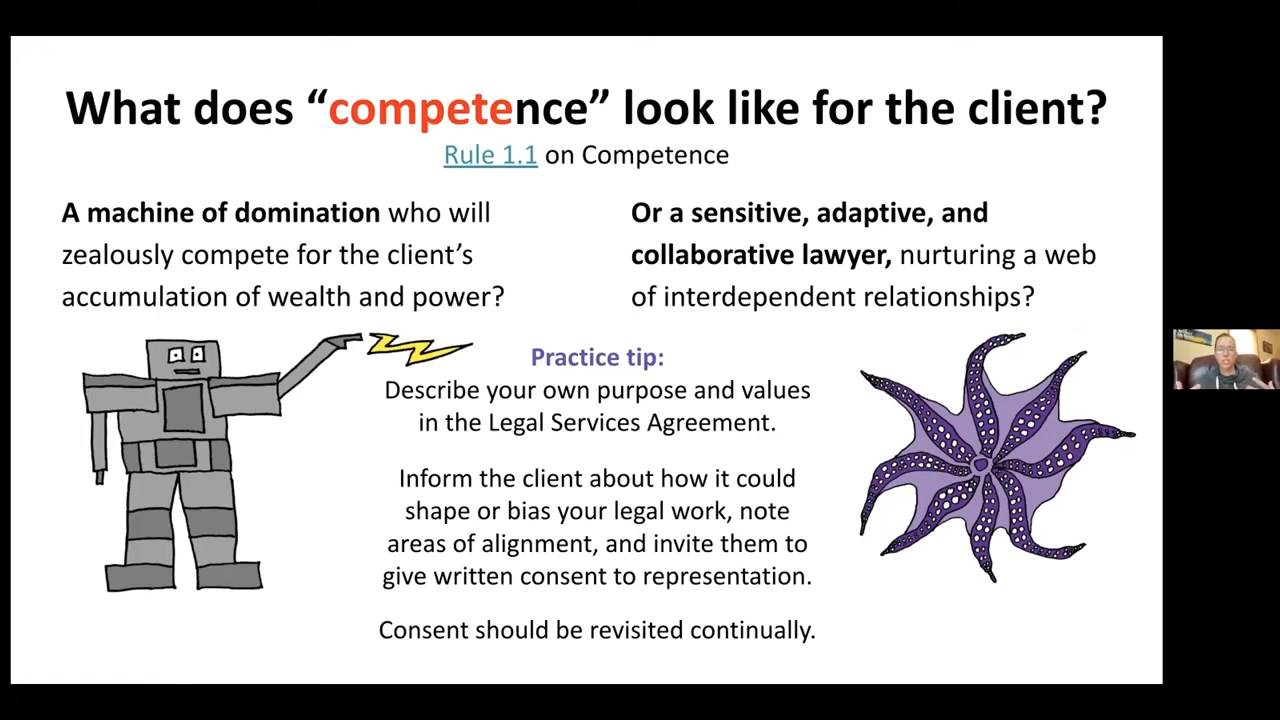 What does “competence” look like for the client?
Rule 1.1 on Competence
A machine of domination who will
zealously compete for the client’s
accumulation of wealth and power?
Or a sensitive, adaptive, and
collaborative lawyer, nurturing a web
of interdependent relationships?
Practice tip:
Describe your own purpose and values
in the Legal Services Agreement.
Inform the client about how it could
shape or bias your legal work, note
areas of alignment, and invite them to
give written consent to representation.
Consent should be revisited continually.